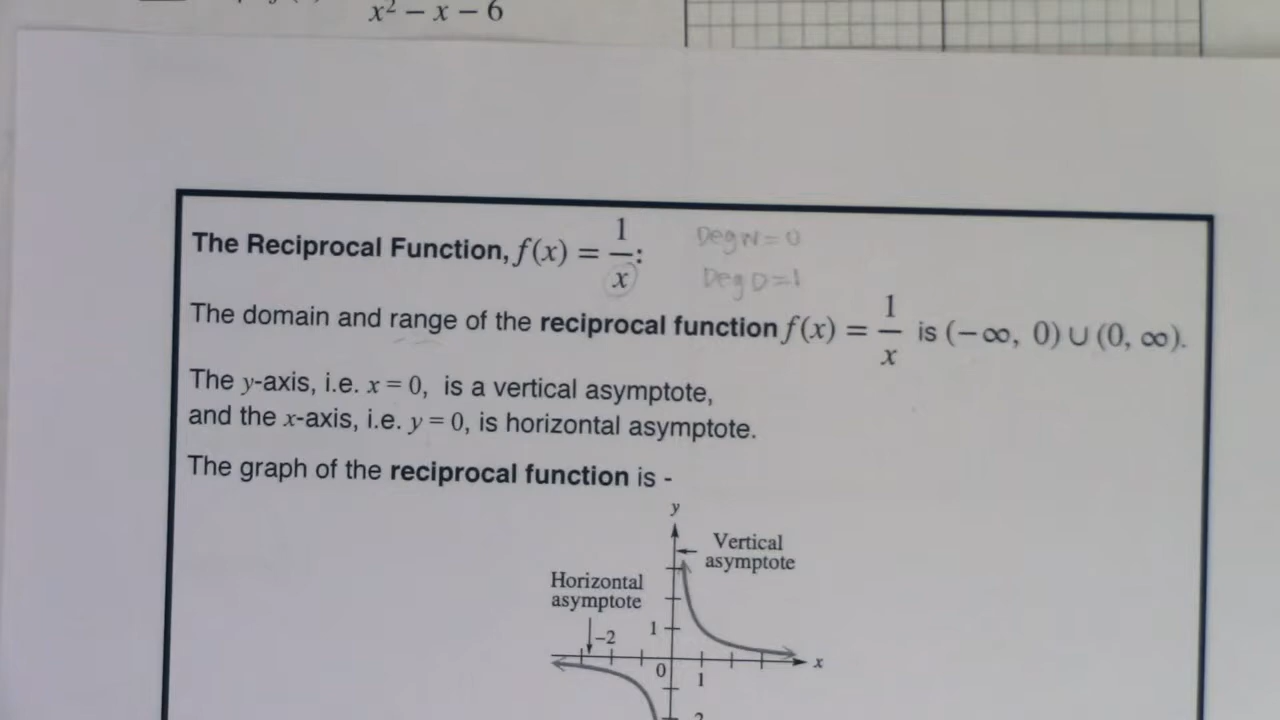 x² − x − 6
The Reciprocal Function, f(x) = 1/x:
Deg N = 0
Deg D = 1
The domain and range of the reciprocal function f(x) = 1/x is (−∞, 0) ∪ (0, ∞).
The y-axis, i.e. x = 0, is a vertical asymptote,
and the x-axis, i.e. y = 0, is horizontal asymptote.
The graph of the reciprocal function is -
y
Vertical
asymptote
Horizontal
asymptote
−2
1
x
0
1